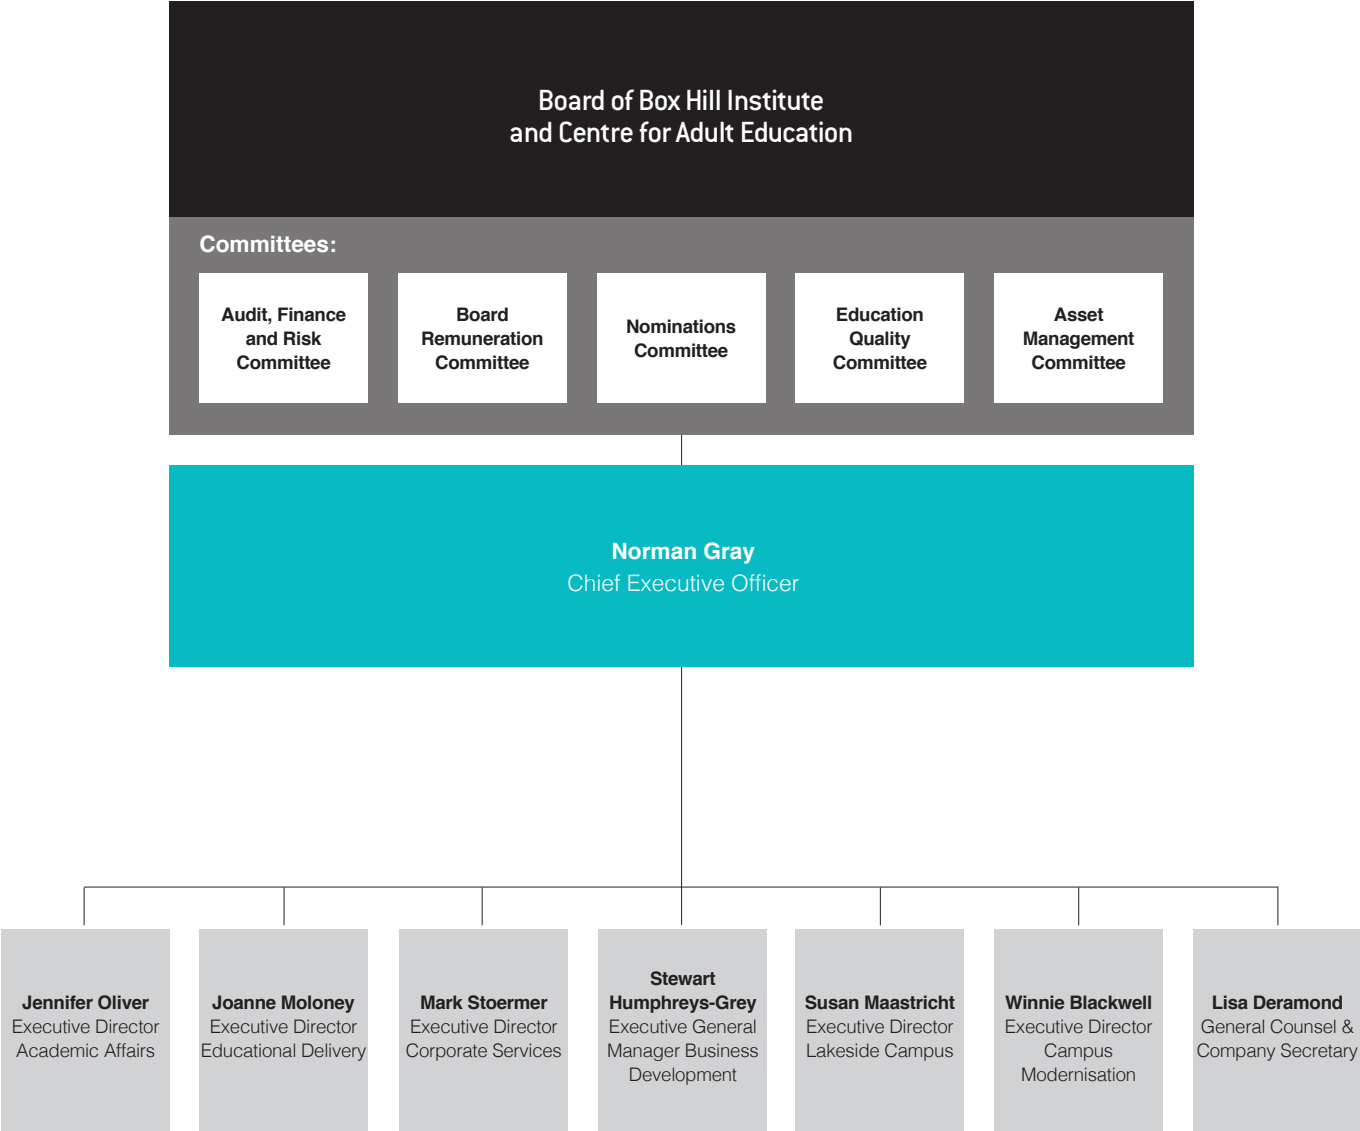 Board of Box Hill Institute
and Centre for Adult Education
Committees:
Audit, Finance
and Risk
Committee
Board
Remuneration
Committee
Nominations
Committee
Education
Quality
Committee
Asset
Management
Committee
Norman Gray
Chief Executive Officer
Jennifer Oliver
Executive Director
Academic Affairs
Joanne Moloney
Executive Director
Educational Delivery
Mark Stoermer
Executive Director
Corporate Services
Stewart
Humphreys-Grey
Executive General
Manager Business
Development
Susan Maastricht
Executive Director
Lakeside Campus
Winnie Blackwell
Executive Director
Campus
Modernisation
Lisa Deramond
General Counsel &
Company Secretary